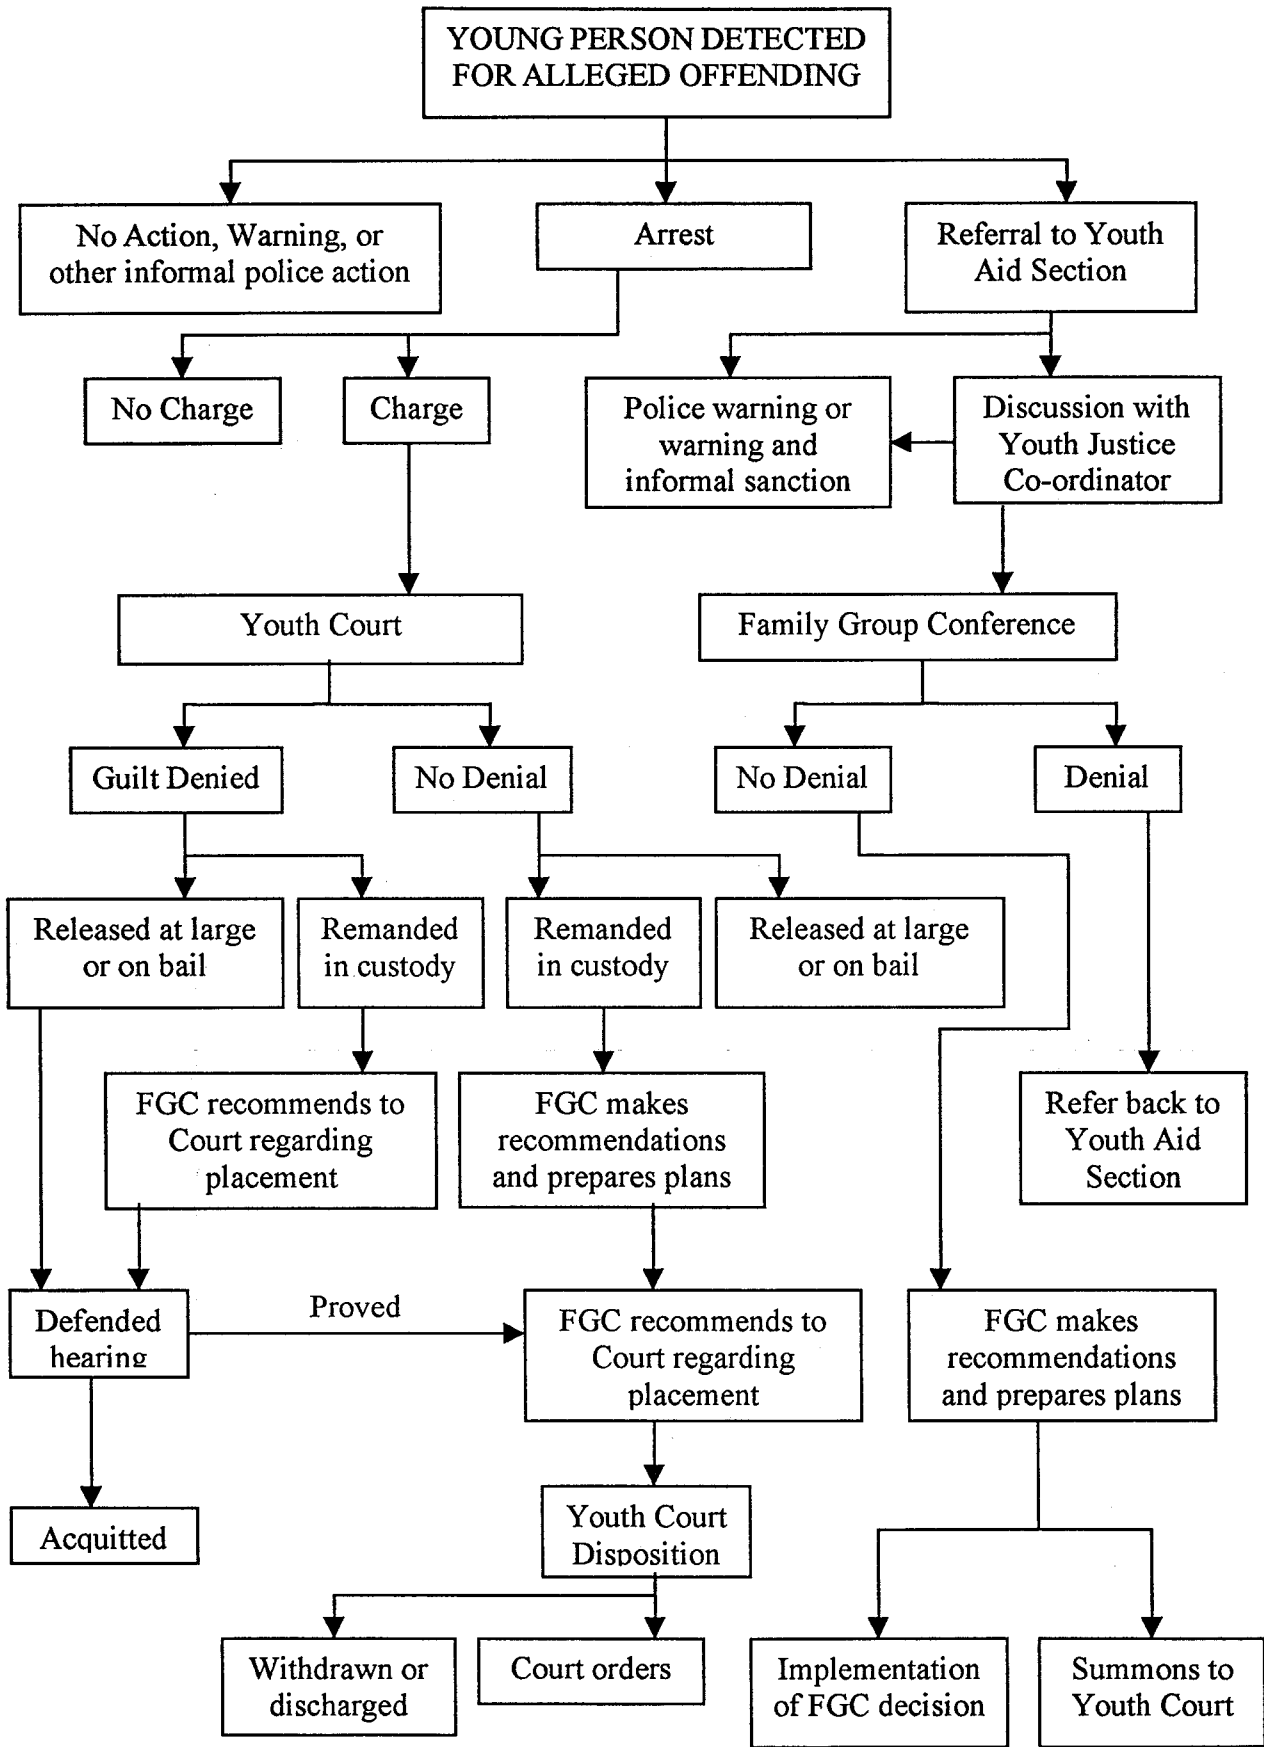 YOUNG PERSON DETECTED
FOR ALLEGED OFFENDING
No Action, Warning, or
other informal police action
Arrest
Referral to Youth
Aid Section
No Charge
Charge
Police warning or
warning and
informal sanction
Discussion with
Youth Justice
Co-ordinator
Youth Court
Family Group Conference
Guilt Denied
No Denial
No Denial
Denial
Released at large
or on bail
Remanded
in custody
Remanded
in custody
Released at large
or on bail
FGC recommends to
Court regarding
placement
FGC makes
recommendations
and prepares plans
Refer back to
Youth Aid
Section
Defended
hearing
Proved
FGC recommends to
Court regarding
placement
FGC makes
recommendations
and prepares plans
Acquitted
Youth Court
Disposition
Withdrawn or
discharged
Court orders
Implementation
of FGC decision
Summons to
Youth Court